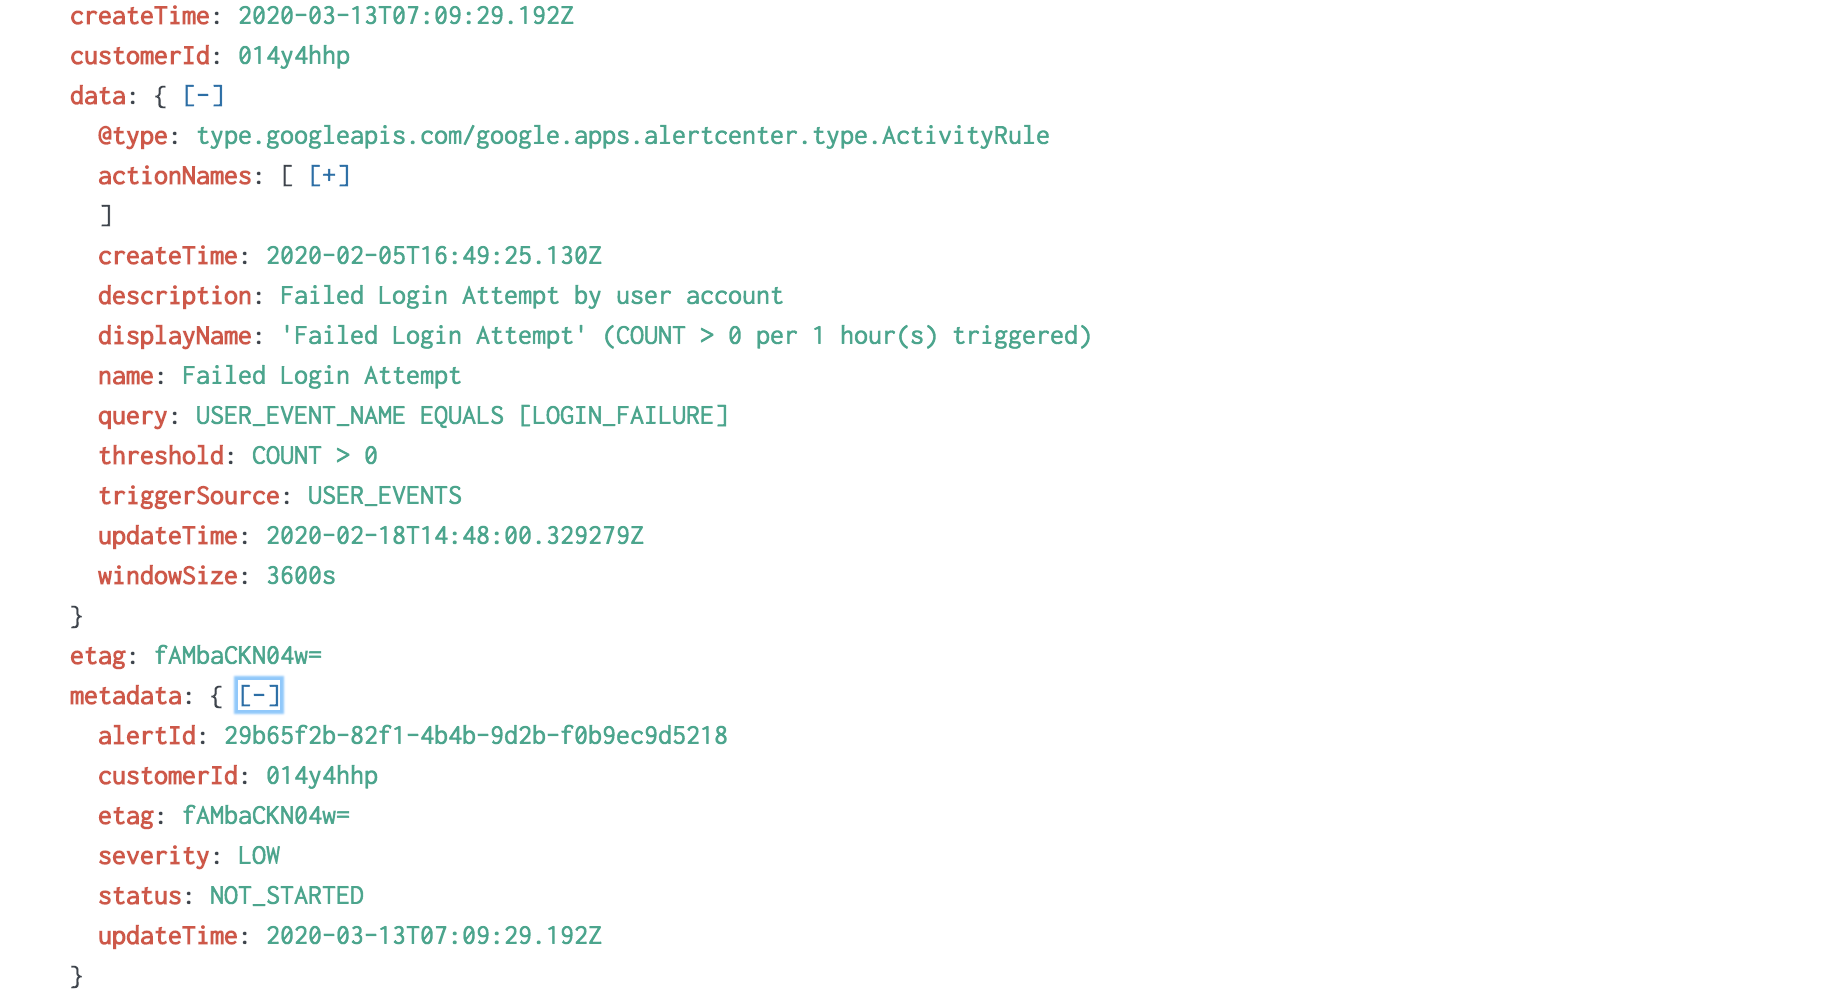 createTime: 2020-03-13T07:09:29.192Z
customerId: 014y4hhp
data: { [-]
@type: type.googleapis.com/google.apps.alertcenter.type.ActivityRule
actionNames: [ [+]
]
createTime: 2020-02-05T16:49:25.130Z
description: Failed Login Attempt by user account
displayName: 'Failed Login Attempt' (COUNT > 0 per 1 hour(s) triggered)
name: Failed Login Attempt
query: USER_EVENT_NAME EQUALS [LOGIN_FAILURE]
threshold: COUNT > 0
triggerSource: USER_EVENTS
updateTime: 2020-02-18T14:48:00.329279Z
windowSize: 3600s
}
etag: fAMbaCKN04w=
metadata: { [-]
alertId: 29b65f2b-82f1-4b4b-9d2b-f0b9ec9d5218
customerId: 014y4hhp
etag: fAMbaCKN04w=
severity: LOW
status: NOT_STARTED
updateTime: 2020-03-13T07:09:29.192Z
}